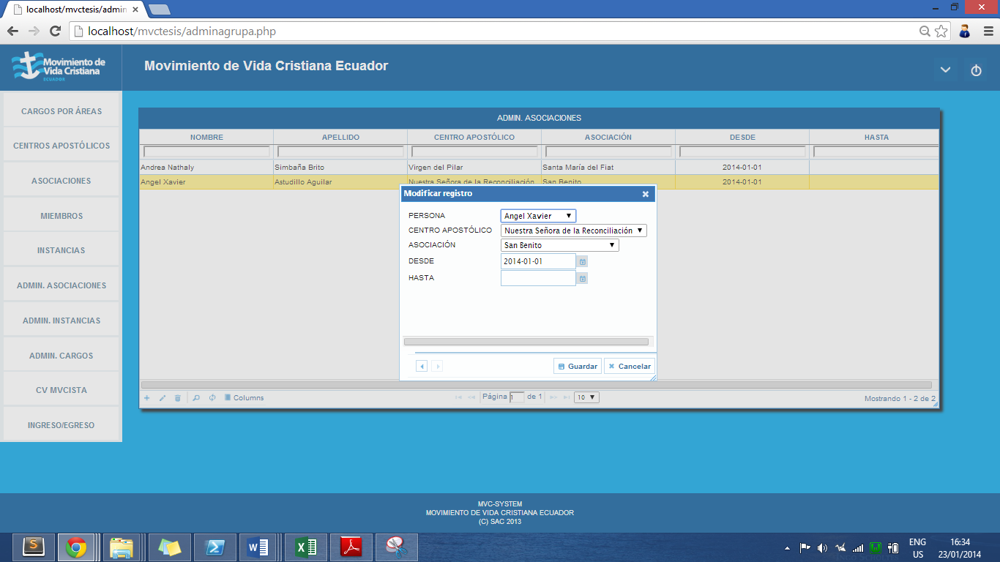 localhost/mvctesis/admin
localhost/mvctesis/adminagrupa.php
Movimiento de
Vida Cristiana
ECUADOR
Movimiento de Vida Cristiana Ecuador
CARGOS POR ÁREAS
CENTROS APOSTÓLICOS
ASOCIACIONES
MIEMBROS
INSTANCIAS
ADMIN. ASOCIACIONES
ADMIN. INSTANCIAS
ADMIN. CARGOS
CV MVCISTA
INGRESO/EGRESO
ADMIN. ASOCIACIONES
NOMBRE APELLIDO CENTRO APOSTÓLICO ASOCIACIÓN DESDE HASTA
Andrea Nathaly Simbaña Brito Virgen del Pilar Santa María del Fiat 2014-01-01
Angel Xavier Astudillo Aguilar Nuestra Señora de la Reconciliación San Benito 2014-01-01
Modificar registro
PERSONA Angel Xavier
CENTRO APOSTÓLICO Nuestra Señora de la Reconciliación
ASOCIACIÓN San Benito
DESDE 2014-01-01
HASTA
Guardar Cancelar
Columns Página 1 de 1 10 Mostrando 1 - 2 de 2
MVC-SYSTEM
MOVIMIENTO DE VIDA CRISTIANA ECUADOR
(C) SAC 2013
ENG 16:34
US 23/01/2014